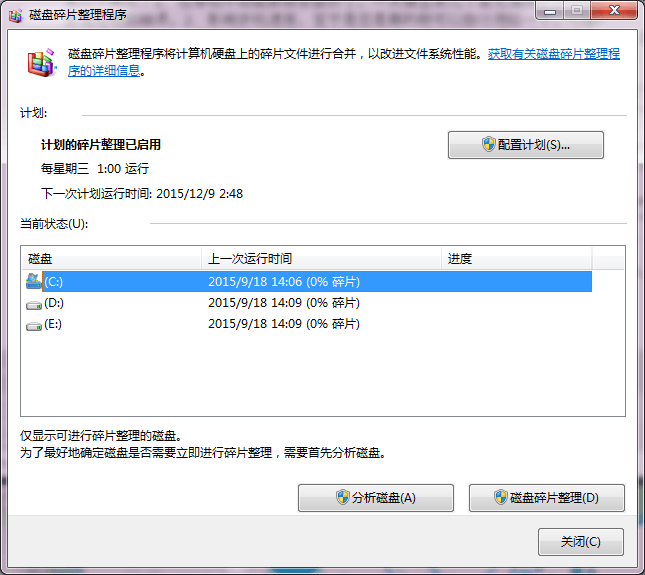 磁盘碎片整理程序
磁盘碎片整理程序将计算机硬盘上的碎片文件进行合并，以改进文件系统性能。获取有关磁盘碎片整理程
序的详细信息。
计划:
计划的碎片整理已启用
配置计划(S)...
每星期三 1:00 运行
下一次计划运行时间: 2015/12/9 2:48
当前状态(U):
磁盘 上一次运行时间 进度
(C:) 2015/9/18 14:06 (0% 碎片)
(D:) 2015/9/18 14:09 (0% 碎片)
(E:) 2015/9/18 14:09 (0% 碎片)
仅显示可进行碎片整理的磁盘。
为了最好地确定磁盘是否需要立即进行碎片整理，需要首先分析磁盘。
分析磁盘(A) 磁盘碎片整理(D)
关闭(C)